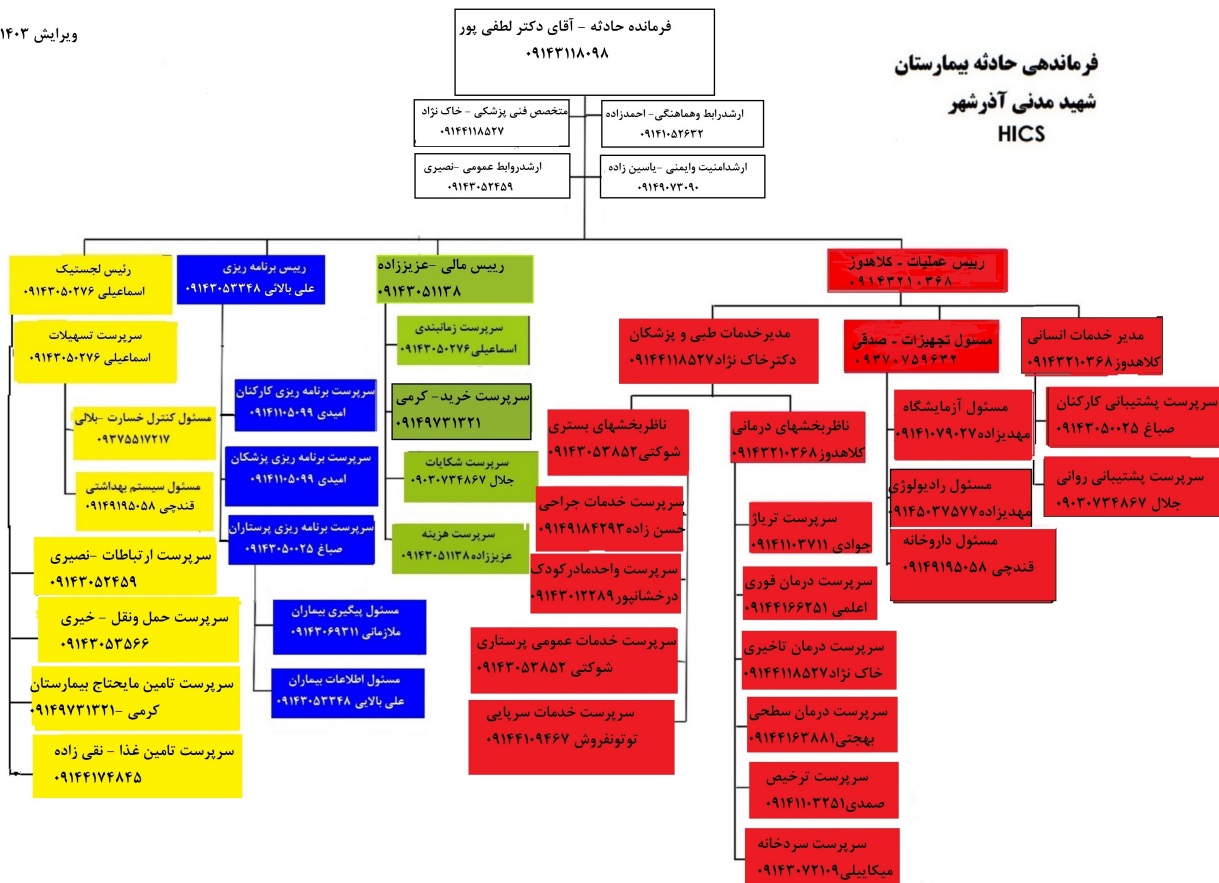 ویرایش ۱۴۰۳
فرماندهی حادثه بیمارستان
شهید مدنی آذرشهر
HICS
فرمانده حادثه - آقای دکتر لطفی پور
۰۹۱۴۳۱۱۸۰۹۸
ارشدرابط وهماهنگی- احمدزاده
۰۹۱۴۱۰۵۲۶۳۲
متخصص فنی پزشکی - خاک نژاد
۰۹۱۴۴۱۱۸۵۲۷
ارشدامنیت وایمنی -یاسین زاده
۰۹۱۴۹۰۷۳۰۹۰
ارشدروابط عمومی -نصیری
۰۹۱۴۳۰۵۲۴۵۹
رییس عملیات - کلاهدوز
۰۹۱۴۳۲۱۰۳۶۸
مدیر خدمات انسانی
کلاهدوز۰۹۱۴۳۲۱۰۳۶۸
سرپرست پشتیبانی کارکنان
صباغ ۰۹۱۴۳۰۵۰۰۲۵
سرپرست پشتیبانی روانی
جلال ۰۹۰۳۰۷۳۴۸۶۷
مسئول تجهیزات - صدقی
۰۹۳۷۰۷۵۹۶۳۲
مسئول آزمایشگاه
مهدیزاده۰۹۱۴۱۰۷۹۰۲۷
مسئول رادیولوژی
مهدیزاده۰۹۱۴۵۰۳۷۵۷۷
مسئول داروخانه
قندچی ۰۹۱۴۹۱۹۵۰۵۸
مدیرخدمات طبی و پزشکان
دکترخاک نژاد۰۹۱۴۴۱۱۸۵۲۷
ناظربخشهای درمانی
کلاهدوز۰۹۱۴۳۲۱۰۳۶۸
سرپرست تریاژ
جوادی ۰۹۱۴۱۱۰۳۷۱۱
سرپرست درمان فوری
اعلمی ۰۹۱۴۴۱۶۶۲۵۱
سرپرست درمان تاخیری
خاک نژاد۰۹۱۴۴۱۱۸۵۲۷
سرپرست درمان سطحی
بهجتی۰۹۱۴۴۱۶۳۸۸۱
سرپرست ترخیص
صمدی۰۹۱۴۱۱۰۳۲۵۱
سرپرست سردخانه
میکاییلی۰۹۱۴۳۰۷۲۱۰۹
ناظربخشهای بستری
شوکتی۰۹۱۴۳۰۵۳۸۵۲
سرپرست خدمات جراحی
حسن زاده ۰۹۱۴۹۱۸۴۳۹۳
سرپرست واحدمادرکودک
درخشانپور۰۹۱۴۳۰۱۲۲۸۹
سرپرست خدمات عمومی پرستاری
شوکتی ۰۹۱۴۳۰۵۳۸۵۲
سرپرست خدمات سرپایی
توتونفروش ۰۹۱۴۴۱۰۹۴۶۷
رییس مالی -عزیززاده
۰۹۱۴۳۰۵۱۱۳۸
سرپرست زمانبندی
اسماعیلی ۰۹۱۴۳۰۵۰۲۷۶
سرپرست خرید- کرمی
۰۹۱۴۹۷۳۱۳۲۱
سرپرست شکایات
جلال ۰۹۰۳۰۷۳۴۸۶۷
سرپرست هزینه
عزیززاده۰۹۱۴۳۰۵۱۱۳۸
رییس برنامه ریزی
علی بالائی ۰۹۱۴۳۰۵۳۳۴۸
سرپرست برنامه ریزی کارکنان
امیدی ۰۹۱۴۱۱۰۵۰۹۹
سرپرست برنامه ریزی پزشکان
امیدی ۰۹۱۴۱۱۰۵۰۹۹
سرپرست برنامه ریزی پرستاران
صباغ ۰۹۱۴۳۰۵۰۰۲۵
مسئول پیگیری بیماران
ملازمانی ۰۹۱۴۳۰۶۹۳۱۱
مسئول اطلاعات بیماران
علی بالایی ۰۹۱۴۳۰۵۳۳۴۸
رئیس لجستیک
اسماعیلی ۰۹۱۴۳۰۵۰۲۷۶
سرپرست تسهیلات
اسماعیلی ۰۹۱۴۳۰۵۰۲۷۶
مسئول کنترل خسارت -بلالی
۰۹۳۷۵۵۱۷۲۱۷
مسئول سیستم بهداشتی
قندچی ۰۹۱۴۹۱۹۵۰۵۸
سرپرست ارتباطات -نصیری
۰۹۱۴۳۰۵۲۴۵۹
سرپرست حمل ونقل - خیری
۰۹۱۴۳۰۵۳۵۶۶
سرپرست تامین مایحتاج بیمارستان
کرمی -۰۹۱۴۹۷۳۱۳۲۱
سرپرست تامین غذا - نقی زاده
۰۹۱۴۴۱۷۴۸۴۵